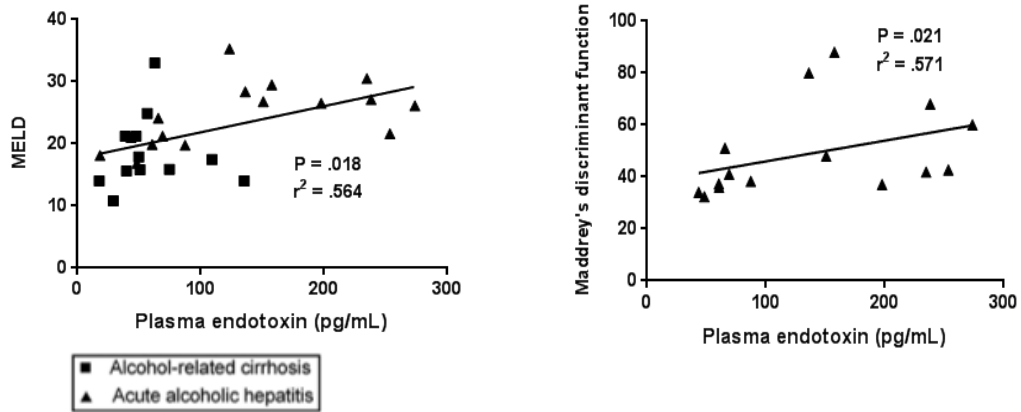 40
30
20
10
0
MELD
P = .018
r² = .564
0
100
200
300
Plasma endotoxin (pg/mL)
Alcohol-related cirrhosis
Acute alcoholic hepatitis
100
80
60
40
20
0
Maddrey's discriminant function
P = .021
r² = .571
0
100
200
300
Plasma endotoxin (pg/mL)